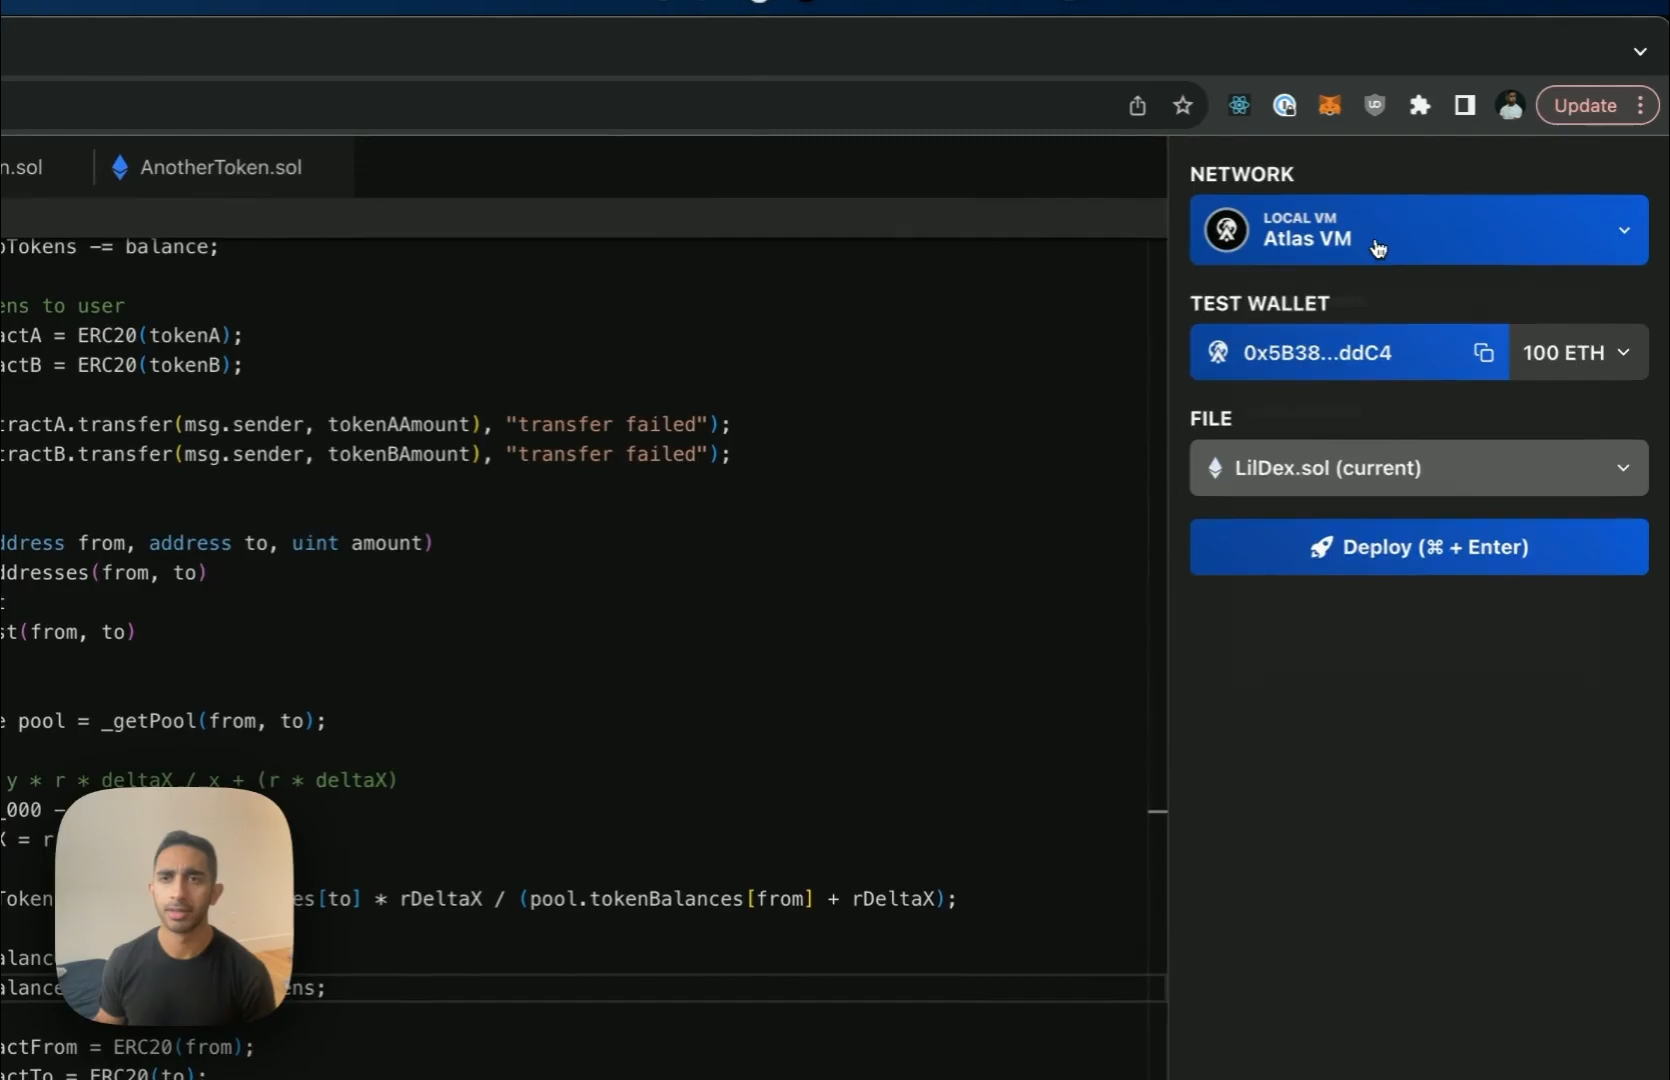 Update
n.sol
AnotherToken.sol
NETWORK
LOCAL VM
Atlas VM
TEST WALLET
0x5B38...ddC4
100 ETH
FILE
LilDex.sol (current)
Deploy (⌘ + Enter)
oTokens -= balance;
ens to user
actA = ERC20(tokenA);
actB = ERC20(tokenB);
tractA.transfer(msg.sender, tokenAAmount), "transfer failed");
tractB.transfer(msg.sender, tokenBAmount), "transfer failed");
ddress from, address to, uint amount)
ddresses(from, to)
t
st(from, to)
e pool = _getPool(from, to);
y * r * deltaX / x + (r * deltaX)
_000 -
X = r
Token
es[to] * rDeltaX / (pool.tokenBalances[from] + rDeltaX);
alanc
alance
ens;
actFrom = ERC20(from);
actTo = ERC20(to);